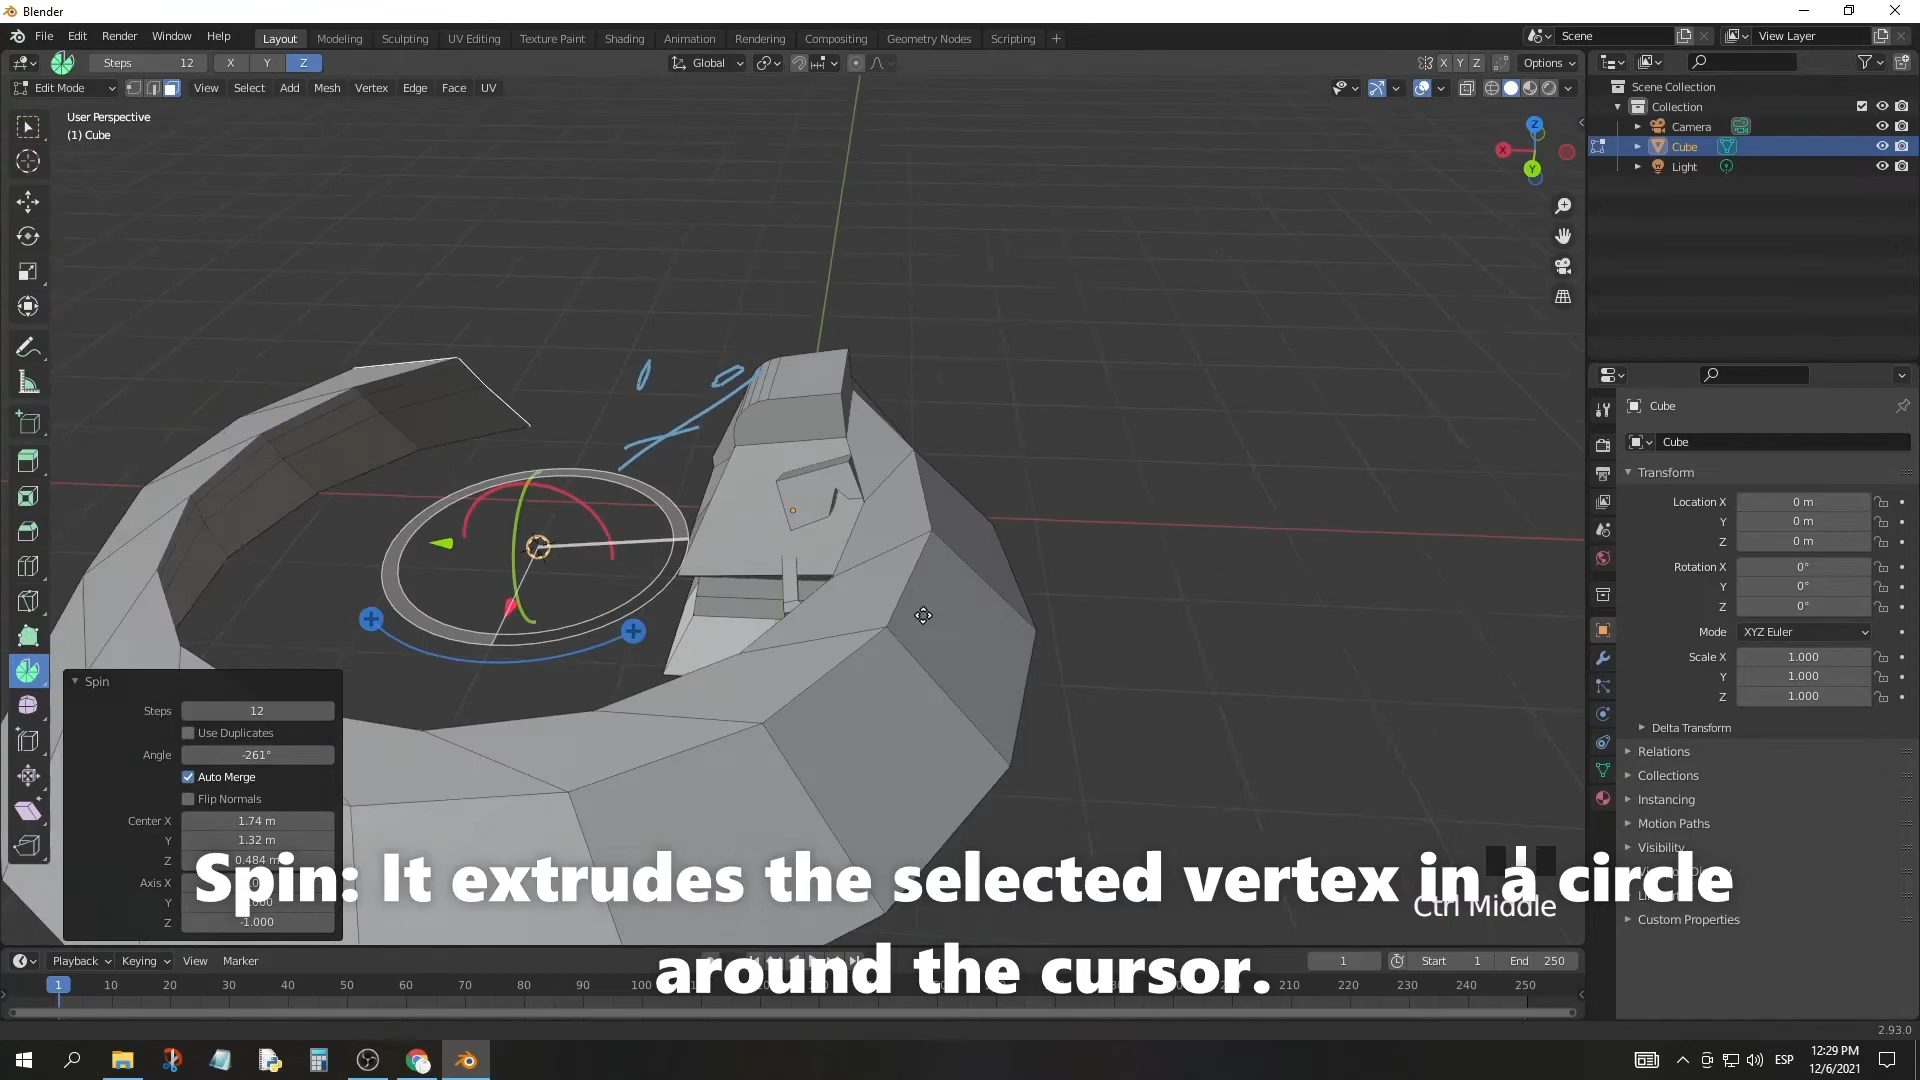 Blender
File Edit Render Window Help Layout Modeling Sculpting UV Editing Texture Paint Shading Animation Rendering Compositing Geometry Nodes Scripting + Scene View Layer
Steps 12 X Y Z Global X Y Z Options
Edit Mode View Select Add Mesh Vertex Edge Face UV
User Perspective
(1) Cube
Z
X
Y
Scene Collection
Collection
Camera
Cube
Light
Cube
Cube
Transform
Location X 0 m
Y 0 m
Z 0 m
Rotation X 0°
Y 0°
Z 0°
Mode XYZ Euler
Scale X 1.000
Y 1.000
Z 1.000
Delta Transform
Relations
Collections
Instancing
Motion Paths
Visibility
Custom Properties
Spin
Steps 12
Use Duplicates
Angle -261°
Auto Merge
Flip Normals
Center X 1.74 m
Y 1.32 m
Z 0.484 m
Axis X
Y
Z -1.000
Spin: It extrudes the selected vertex in a circle
around the cursor.
Ctrl Middle
Playback Keying View Marker 1 Start 1 End 250
1 10 20 30 40 50 60 70 80 90 100 210 220 230 240 250
2.93.0
ESP
12:29 PM
12/6/2021